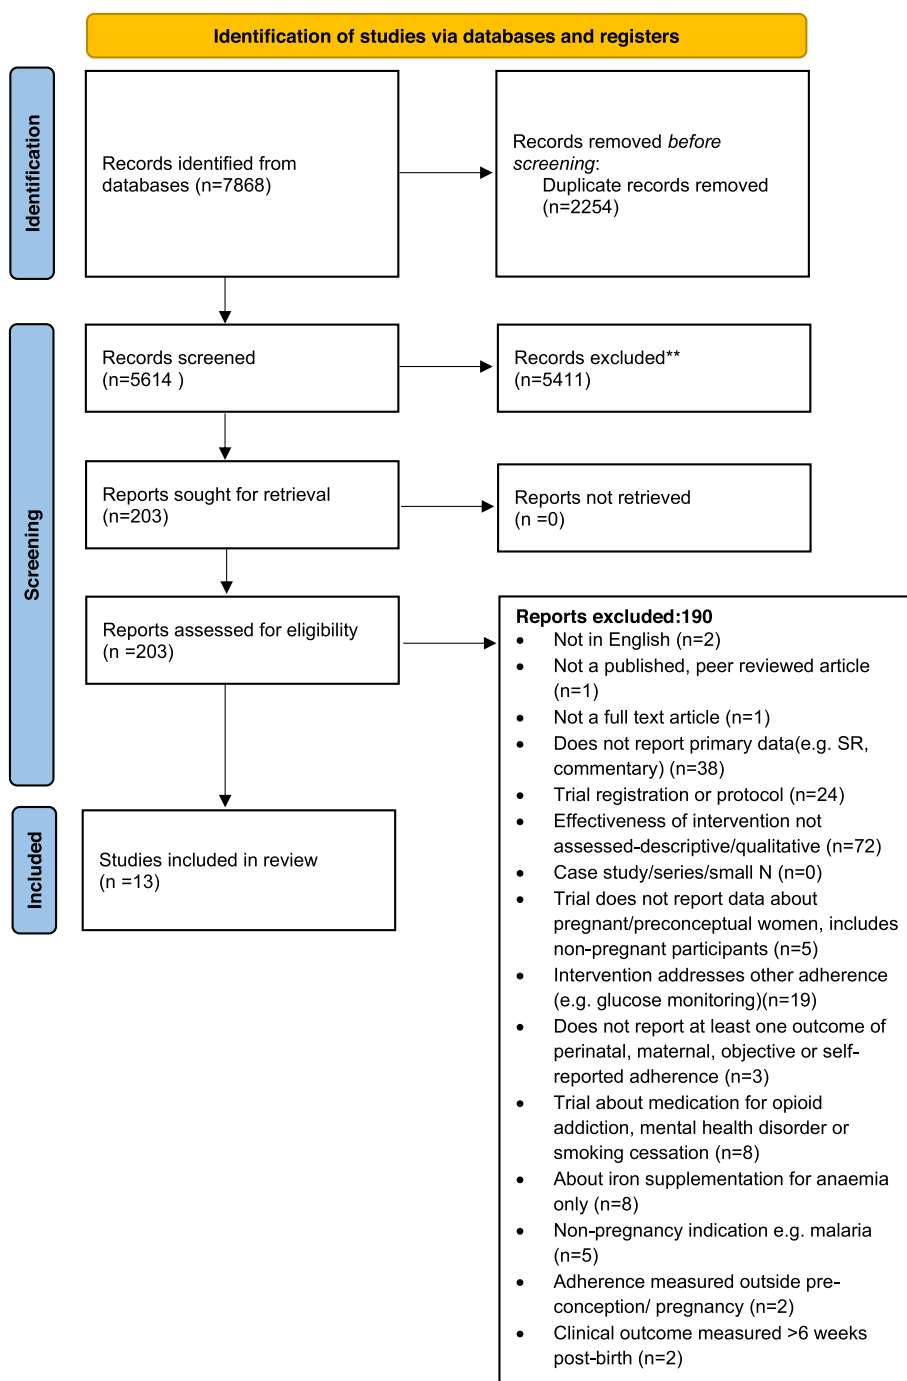 Identification of studies via databases and registers
Identification
Records identified from
databases (n=7868)
Records removed before
screening:
Duplicate records removed
(n=2254)
Screening
Records screened
(n=5614 )
Records excluded**
(n=5411)
Reports sought for retrieval
(n=203)
Reports not retrieved
(n =0)
Reports assessed for eligibility
(n =203)
Reports excluded:190
• Not in English (n=2)
• Not a published, peer reviewed article
(n=1)
• Not a full text article (n=1)
• Does not report primary data(e.g. SR,
commentary) (n=38)
• Trial registration or protocol (n=24)
• Effectiveness of intervention not
assessed-descriptive/qualitative (n=72)
• Case study/series/small N (n=0)
• Trial does not report data about
pregnant/preconceptual women, includes
non-pregnant participants (n=5)
• Intervention addresses other adherence
(e.g. glucose monitoring)(n=19)
• Does not report at least one outcome of
perinatal, maternal, objective or self-
reported adherence (n=3)
• Trial about medication for opioid
addiction, mental health disorder or
smoking cessation (n=8)
• About iron supplementation for anaemia
only (n=8)
• Non-pregnancy indication e.g. malaria
(n=5)
• Adherence measured outside pre-
conception/ pregnancy (n=2)
• Clinical outcome measured >6 weeks
post-birth (n=2)
Included
Studies included in review
(n =13)